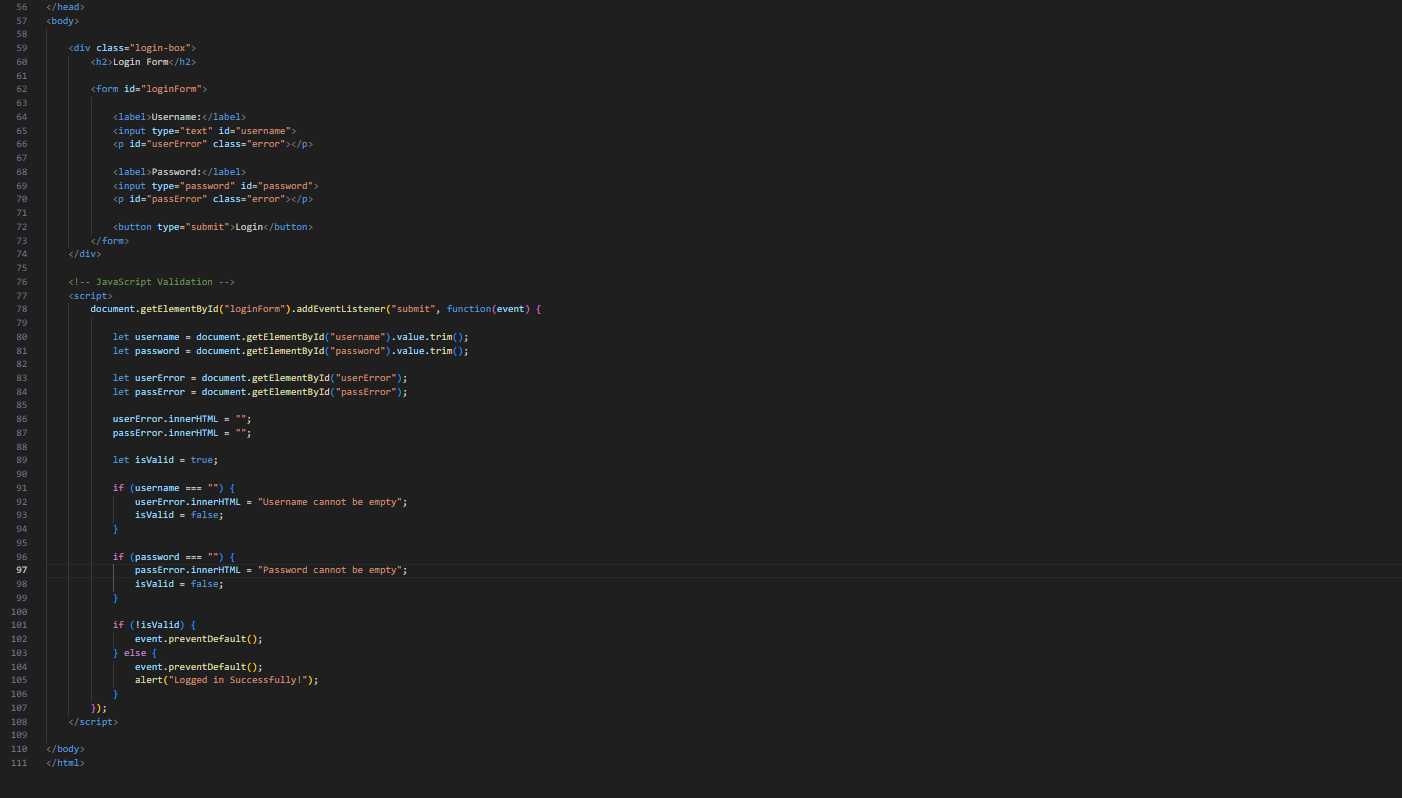 56 </head>
57 <body>
58
59 <div class="login-box">
60 <h2>Login Form</h2>
61
62 <form id="loginForm">
63
64 <label>Username:</label>
65 <input type="text" id="username">
66 <p id="userError" class="error"></p>
67
68 <label>Password:</label>
69 <input type="password" id="password">
70 <p id="passError" class="error"></p>
71
72 <button type="submit">Login</button>
73 </form>
74 </div>
75
76 <!-- JavaScript Validation -->
77 <script>
78 document.getElementById("loginForm").addEventListener("submit", function(event) {
79
80 let username = document.getElementById("username").value.trim();
81 let password = document.getElementById("password").value.trim();
82
83 let userError = document.getElementById("userError");
84 let passError = document.getElementById("passError");
85
86 userError.innerHTML = "";
87 passError.innerHTML = "";
88
89 let isValid = true;
90
91 if (username === "") {
92 userError.innerHTML = "Username cannot be empty";
93 isValid = false;
94 }
95
96 if (password === "") {
97 passError.innerHTML = "Password cannot be empty";
98 isValid = false;
99 }
100
101 if (!isValid) {
102 event.preventDefault();
103 } else {
104 event.preventDefault();
105 alert("Logged in Successfully!");
106 }
107 });
108 </script>
109
110 </body>
111 </html>